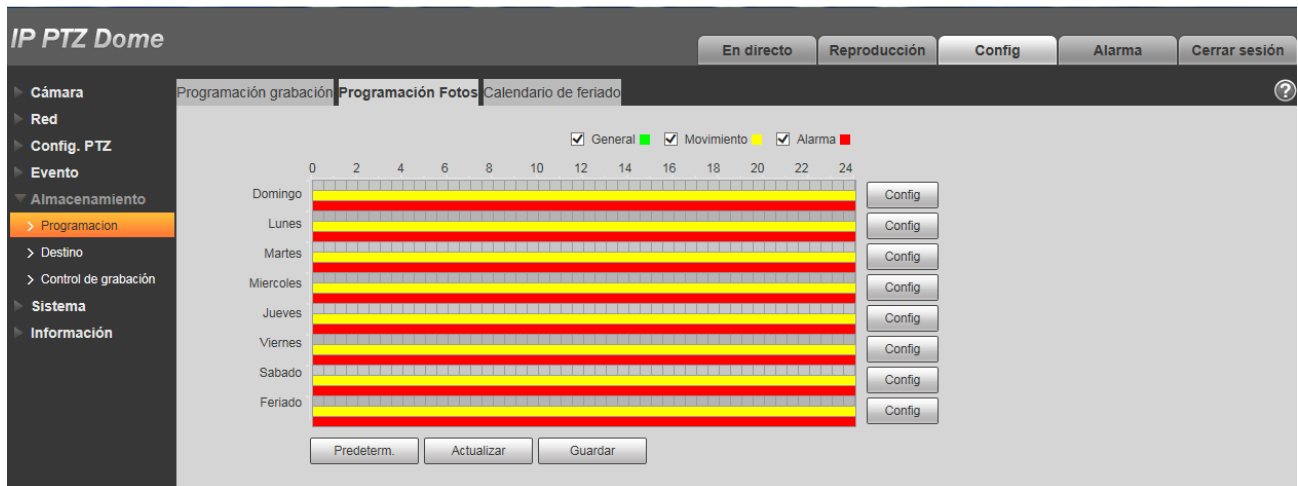 IP PTZ Dome
En directo Reproducción Config Alarma Cerrar sesión
Cámara
Red
Config. PTZ
Evento
Almacenamiento
Programacion
Destino
Control de grabación
Sistema
Información
Programación grabación Programación Fotos Calendario de feriado
?
General Movimiento Alarma
0 2 4 6 8 10 12 14 16 18 20 22 24
Domingo Config
Lunes Config
Martes Config
Miercoles Config
Jueves Config
Viernes Config
Sabado Config
Feriado Config
Predeterm. Actualizar Guardar